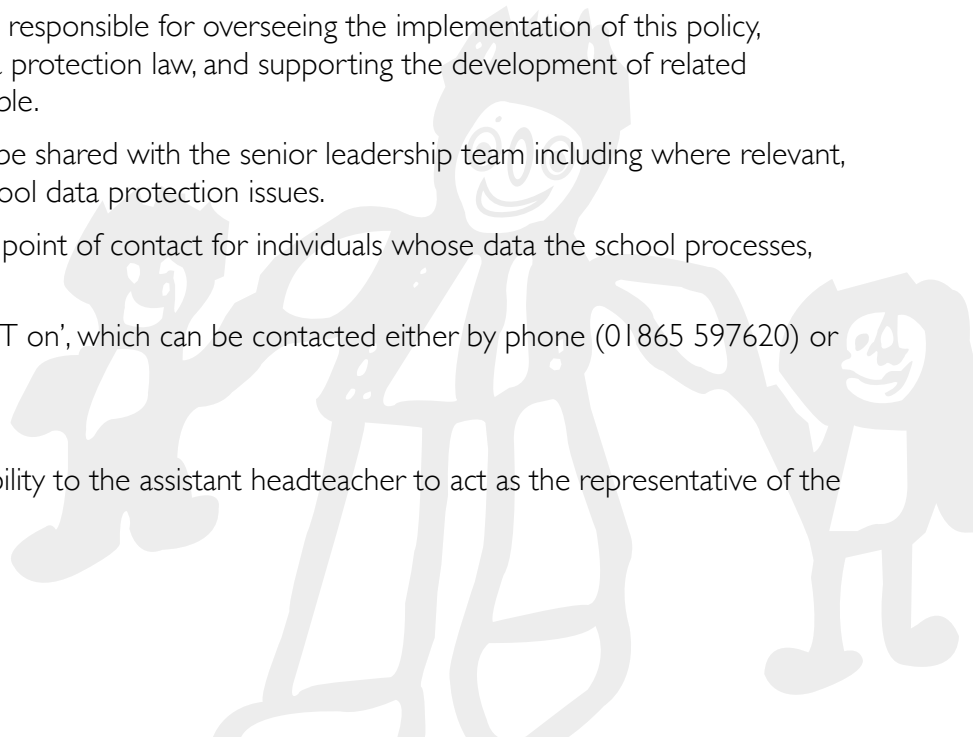 responsible for overseeing the implementation of this policy,
protection law, and supporting the development of related
ble.
be shared with the senior leadership team including where relevant,
ool data protection issues.
point of contact for individuals whose data the school processes,
T on’, which can be contacted either by phone (01865 597620) or
bility to the assistant headteacher to act as the representative of the